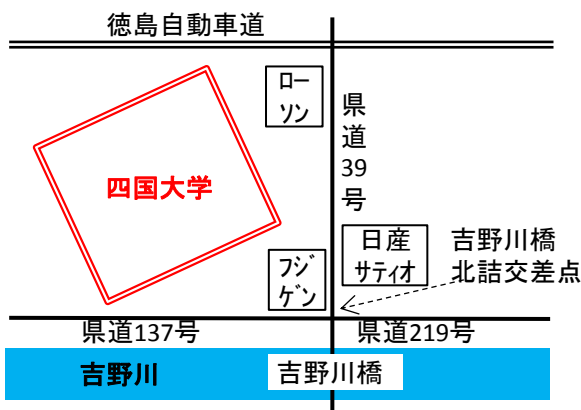 徳島自動車道
ロー
ソン
県
道
39
号
四国大学
日産
サティオ
吉野川橋
北詰交差点
フジ
ゲン
県道137号
県道219号
吉野川
吉野川橋